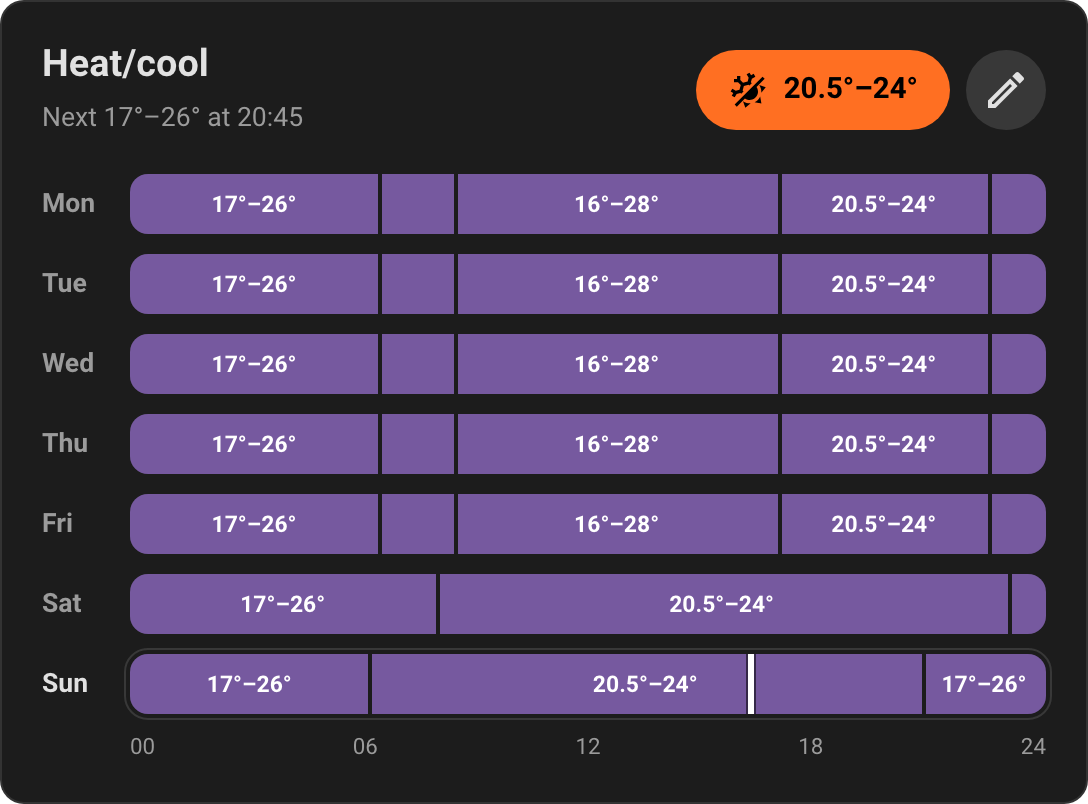 Heat/cool
Next 17°–26° at 20:45
20.5°–24°
Mon 17°–26° 16°–28° 20.5°–24°
Tue 17°–26° 16°–28° 20.5°–24°
Wed 17°–26° 16°–28° 20.5°–24°
Thu 17°–26° 16°–28° 20.5°–24°
Fri 17°–26° 16°–28° 20.5°–24°
Sat 17°–26° 20.5°–24°
Sun 17°–26° 20.5°–24° 17°–26°
00 06 12 18 24